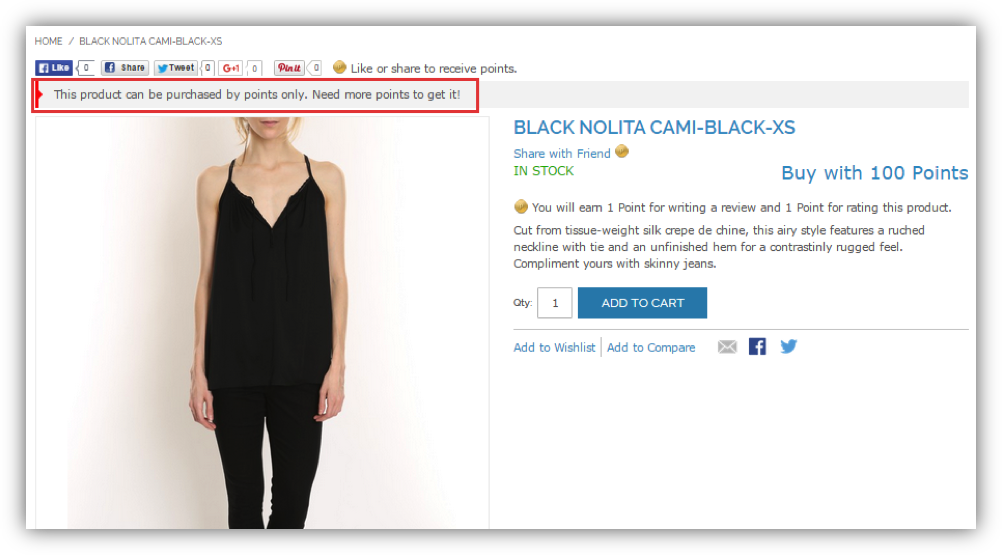 HOME / BLACK NOLITA CAMI-BLACK-XS
Like 0 Share Tweet 0 G+1 0 Pin it 0 Like or share to receive points.
This product can be purchased by points only. Need more points to get it!
BLACK NOLITA CAMI-BLACK-XS
Share with Friend
IN STOCK
Buy with 100 Points
You will earn 1 Point for writing a review and 1 Point for rating this product.
Cut from tissue-weight silk crepe de chine, this airy style features a ruched
neckline with tie and an unfinished hem for a contrastinly rugged feel.
Compliment yours with skinny jeans.
Qty: 1 ADD TO CART
Add to Wishlist Add to Compare